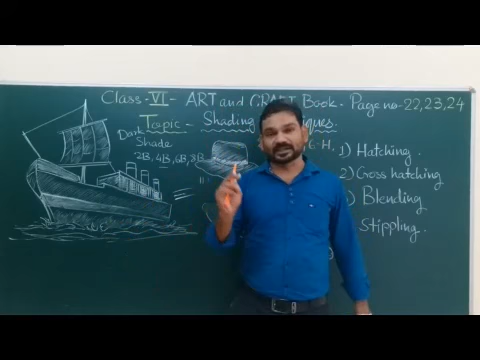 Class - VI - ART and CRAFT Book - Page no - 22,23,24
Topic - Shading
Dark Shade
2B, 4B, 6B, 8B
1) Hatching.
2) Cross hatching
Blending
Stippling